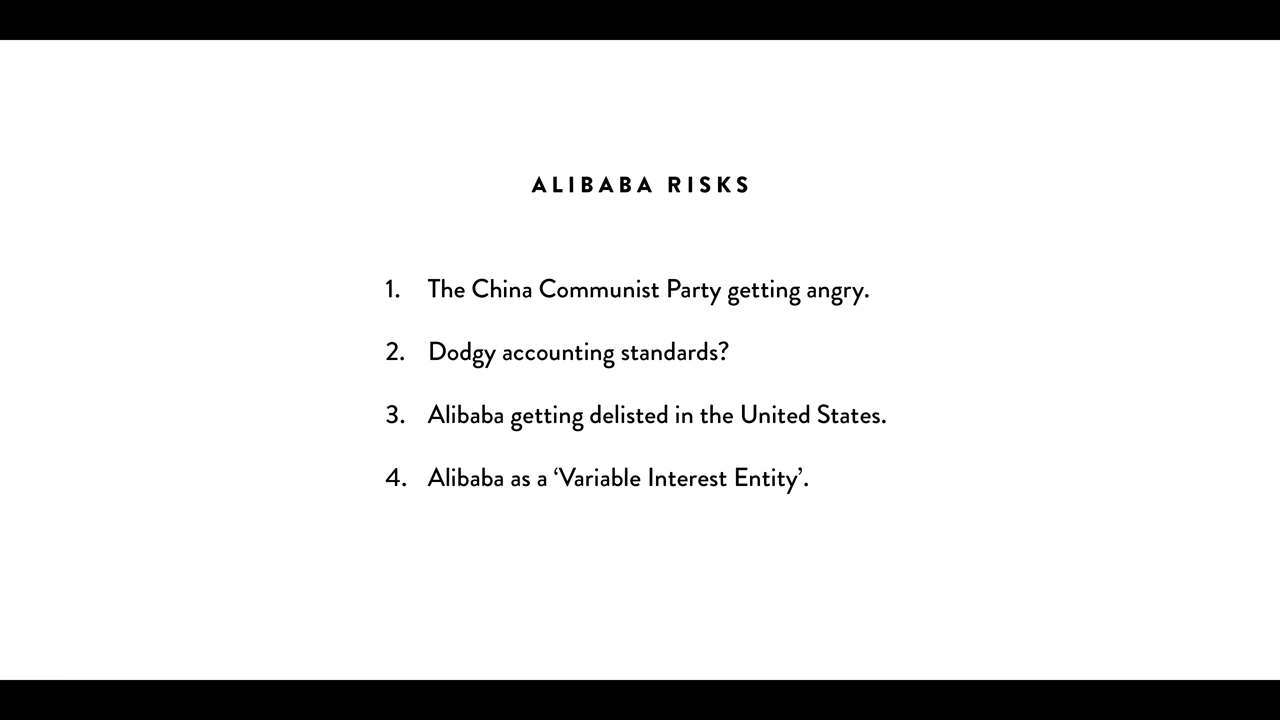 ALIBABA RISKS
1. The China Communist Party getting angry.
2. Dodgy accounting standards?
3. Alibaba getting delisted in the United States.
4. Alibaba as a ‘Variable Interest Entity’.